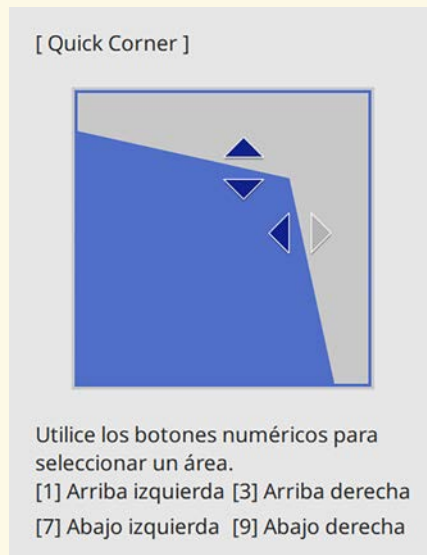 [ Quick Corner ]
Utilice los botones numéricos para
seleccionar un área.
[1] Arriba izquierda [3] Arriba derecha
[7] Abajo izquierda [9] Abajo derecha